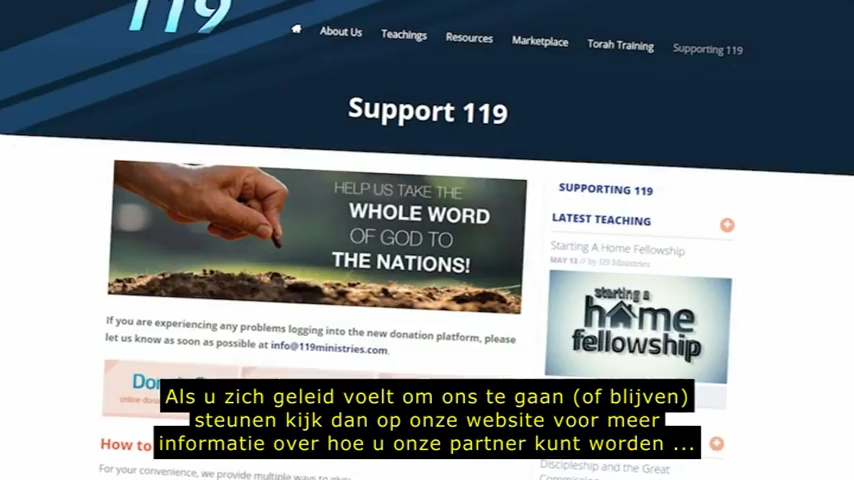 119
About Us
Teachings
Resources
Marketplace
Torah Training
Supporting 119
Support 119
HELP US TAKE THE
WHOLE WORD
OF GOD TO
THE NATIONS!
If you are experiencing any problems logging into the new donation platform, please
let us know as soon as possible at info@119ministries.com.
SUPPORTING 119
LATEST TEACHING
Starting A Home Fellowship
MAY 13 // by 119 Ministries
starting a
home
fellowship
Als u zich geleid voelt om ons te gaan (of blijven)
steunen kijk dan op onze website voor meer
informatie over hoe u onze partner kunt worden ...
How to
For your convenience, we provide multiple ways to
Discipleship and the Great